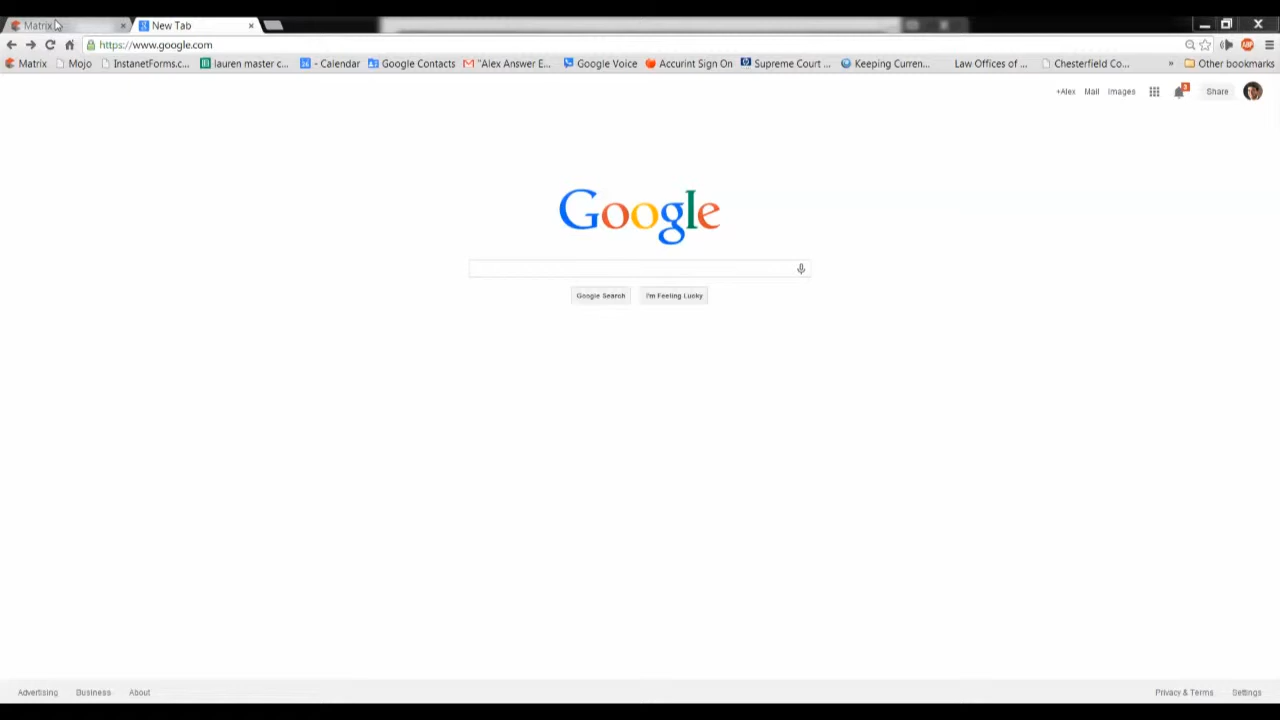 Matrix
New Tab
https://www.google.com
Matrix Mojo InstanetForms.c... lauren master c... - Calendar Google Contacts "Alex Answer E... Google Voice Accurint Sign On Supreme Court ... Keeping Curren... Law Offices of ... Chesterfield Co... » Other bookmarks
+Alex Mail Images 3 Share
Google
Google Search I'm Feeling Lucky
Advertising Business About Privacy & Terms Settings